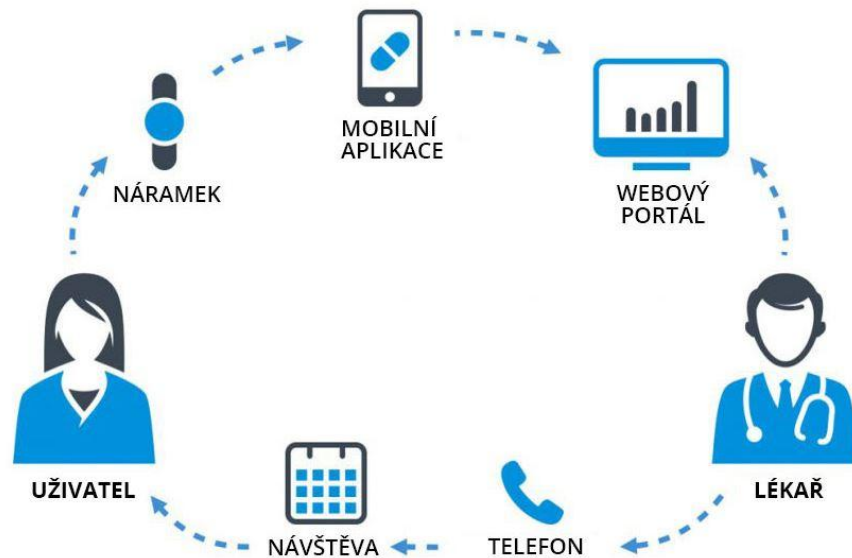 MOBILNÍ
APLIKACE
NÁRAMEK
WEBOVÝ
PORTÁL
UŽIVATEL
LÉKAŘ
NÁVŠTĚVA
TELEFON